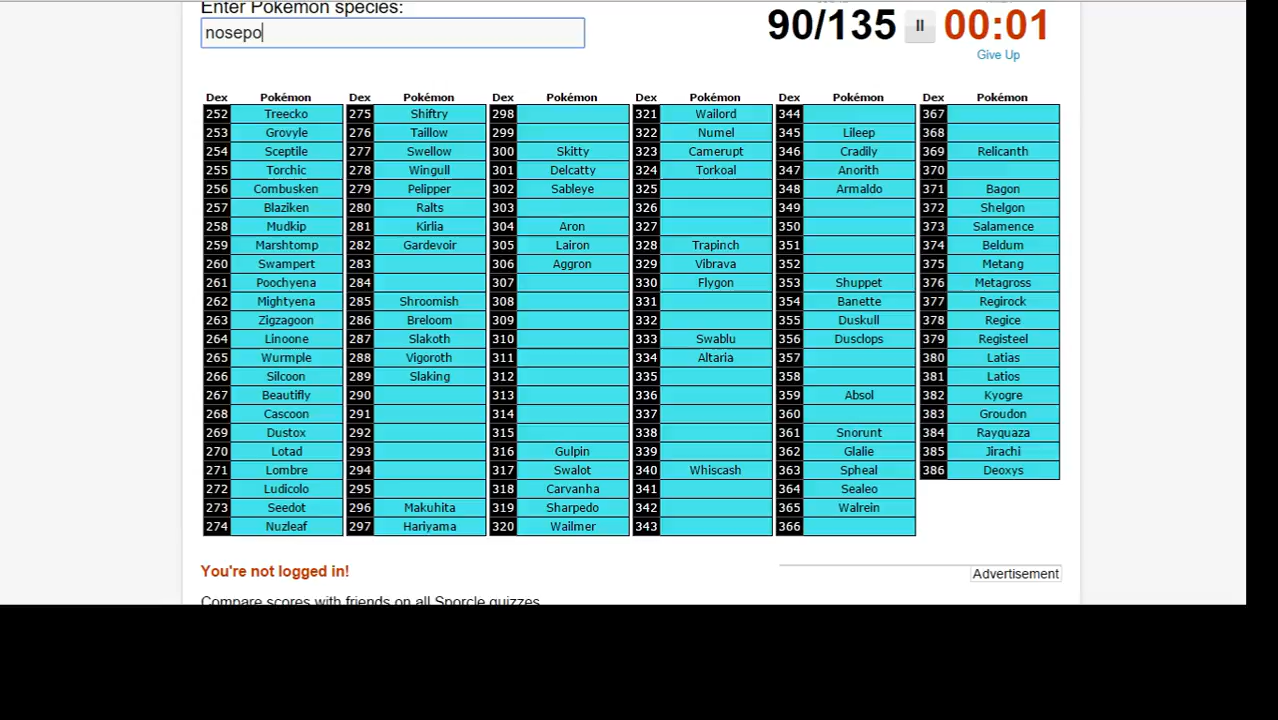 Enter Pokémon species:
nosepo
90/135
00:01
Give Up
Dex Pokémon Dex Pokémon Dex Pokémon Dex Pokémon Dex Pokémon Dex Pokémon
252 Treecko 275 Shiftry 298 321 Wailord 344 367
253 Grovyle 276 Taillow 299 322 Numel 345 Lileep 368
254 Sceptile 277 Swellow 300 Skitty 323 Camerupt 346 Cradily 369 Relicanth
255 Torchic 278 Wingull 301 Delcatty 324 Torkoal 347 Anorith 370
256 Combusken 279 Pelipper 302 Sableye 325 348 Armaldo 371 Bagon
257 Blaziken 280 Ralts 303 326 349 372 Shelgon
258 Mudkip 281 Kirlia 304 Aron 327 350 373 Salamence
259 Marshtomp 282 Gardevoir 305 Lairon 328 Trapinch 351 374 Beldum
260 Swampert 283 306 Aggron 329 Vibrava 352 375 Metang
261 Poochyena 284 307 330 Flygon 353 Shuppet 376 Metagross
262 Mightyena 285 Shroomish 308 331 354 Banette 377 Regirock
263 Zigzagoon 286 Breloom 309 332 355 Duskull 378 Regice
264 Linoone 287 Slakoth 310 333 Swablu 356 Dusclops 379 Registeel
265 Wurmple 288 Vigoroth 311 334 Altaria 357 380 Latias
266 Silcoon 289 Slaking 312 335 358 381 Latios
267 Beautifly 290 313 336 359 Absol 382 Kyogre
268 Cascoon 291 314 337 360 383 Groudon
269 Dustox 292 315 338 361 Snorunt 384 Rayquaza
270 Lotad 293 316 Gulpin 339 362 Glalie 385 Jirachi
271 Lombre 294 317 Swalot 340 Whiscash 363 Spheal 386 Deoxys
272 Ludicolo 295 318 Carvanha 341 364 Sealeo
273 Seedot 296 Makuhita 319 Sharpedo 342 365 Walrein
274 Nuzleaf 297 Hariyama 320 Wailmer 343 366
You're not logged in!
Advertisement
Compare scores with friends on all Sporcle quizzes